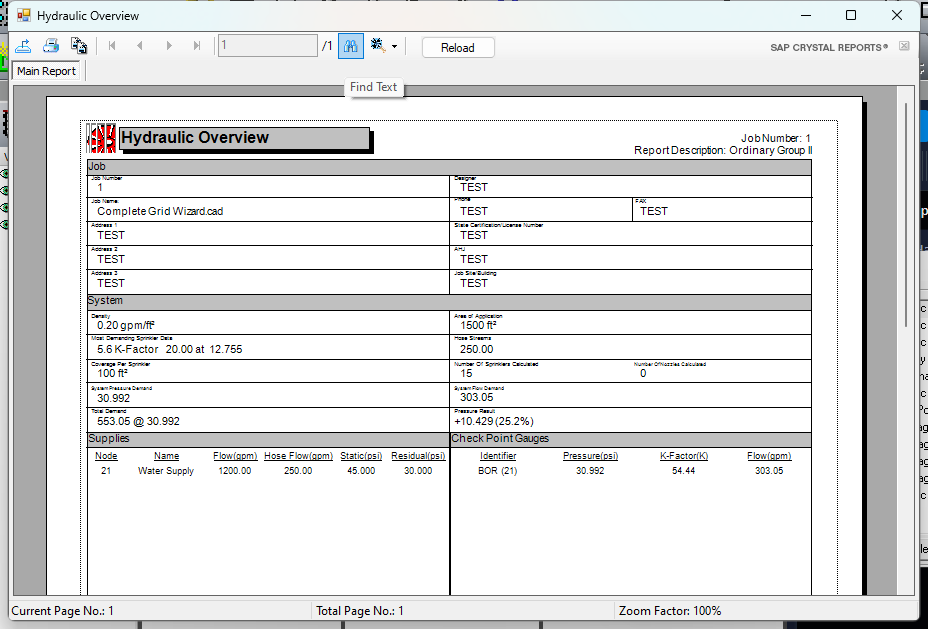 Hydraulic Overview
1 /1 Reload SAP CRYSTAL REPORTS®
Main Report
Find Text
Hydraulic Overview
Job Number: 1
Report Description: Ordinary Group II
Job
Job Number Designer
1 TEST
Job Name: Phone FAX
Complete Grid Wizard.cad TEST TEST
Address 1 State Certification/License Number
TEST TEST
Address 2 AHJ
TEST TEST
Address 3 Job Site/Building
TEST TEST
System
Density Area of Application
0.20 gpm/ft² 1500 ft²
Most Demanding Sprinkler Data Hose Streams
5.6 K-Factor 20.00 at 12.755 250.00
Coverage Per Sprinkler Number Of Sprinklers Calculated Number Of Nozzles Calculated
100 ft² 15 0
System Pressure Demand System Flow Demand
30.992 303.05
Total Demand Pressure Result
553.05 @ 30.992 +10.429 (25.2%)
Supplies Check Point Gauges
Node Name Flow(gpm) Hose Flow(gpm) Static(psi) Residual(psi) Identifier Pressure(psi) K-Factor(K) Flow(gpm)
21 Water Supply 1200.00 250.00 45.000 30.000 BOR (21) 30.992 54.44 303.05
Current Page No.: 1 Total Page No.: 1 Zoom Factor: 100%